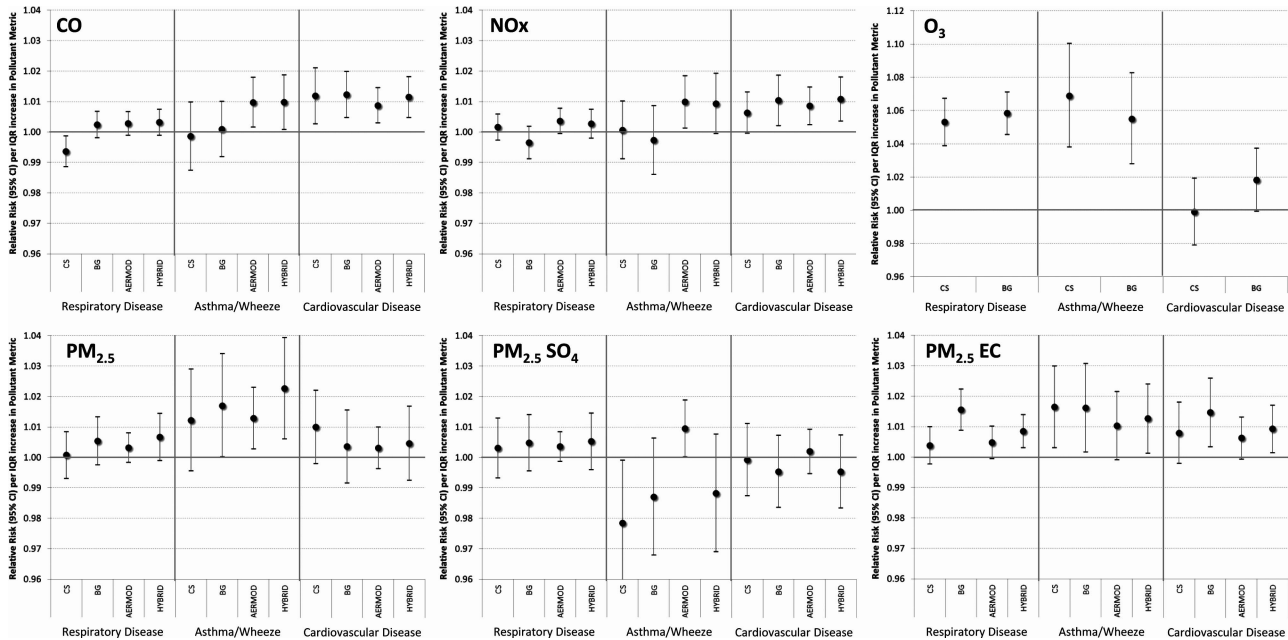 CO
Relative Risk (95% CI) per IQR increase in Pollutant Metric
1.04
1.03
1.02
1.01
1.00
0.99
0.98
0.97
0.96
CS
BG
AERMOD
HYBRID
CS
BG
AERMOD
HYBRID
CS
BG
AERMOD
HYBRID
Respiratory Disease
Asthma/Wheeze
Cardiovascular Disease
NOx
Relative Risk (95% CI) per IQR increase in Pollutant Metric
1.04
1.03
1.02
1.01
1.00
0.99
0.98
0.97
0.96
CS
BG
AERMOD
HYBRID
CS
BG
AERMOD
HYBRID
CS
BG
AERMOD
HYBRID
Respiratory Disease
Asthma/Wheeze
Cardiovascular Disease
O₃
Relative Risk (95% CI) per IQR increase in Pollutant Metric
1.12
1.10
1.08
1.06
1.04
1.02
1.00
0.98
0.96
CS
BG
CS
BG
CS
BG
Respiratory Disease
Asthma/Wheeze
Cardiovascular Disease
PM₂.₅
Relative Risk (95% CI) per IQR increase in Pollutant Metric
1.04
1.03
1.02
1.01
1.00
0.99
0.98
0.97
0.96
CS
BG
AERMOD
HYBRID
CS
BG
AERMOD
HYBRID
CS
BG
AERMOD
HYBRID
Respiratory Disease
Asthma/Wheeze
Cardiovascular Disease
PM₂.₅ SO₄
Relative Risk (95% CI) per IQR increase in Pollutant Metric
1.04
1.03
1.02
1.01
1.00
0.99
0.98
0.97
0.96
CS
BG
AERMOD
HYBRID
CS
BG
AERMOD
HYBRID
CS
BG
AERMOD
HYBRID
Respiratory Disease
Asthma/Wheeze
Cardiovascular Disease
PM₂.₅ EC
Relative Risk (95% CI) per IQR increase in Pollutant Metric
1.04
1.03
1.02
1.01
1.00
0.99
0.98
0.97
0.96
CS
BG
AERMOD
HYBRID
CS
BG
AERMOD
HYBRID
CS
BG
AERMOD
HYBRID
Respiratory Disease
Asthma/Wheeze
Cardiovascular Disease